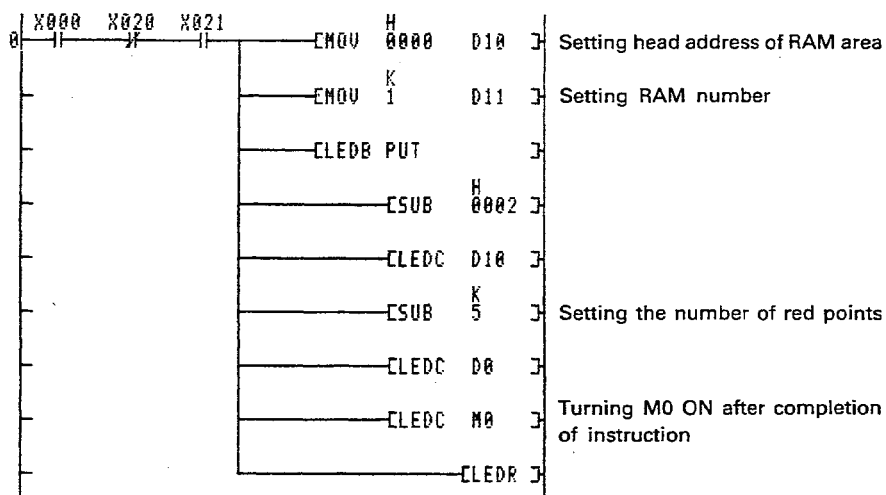 X000 X020 X021
H
0 [MOV 0000 D10 ] Setting head address of RAM area
K
[MOV 1 D11 ] Setting RAM number
[LEDB PUT ]
H
[SUB 0002 ]
[LEDC D10 ]
K
[SUB 5 ] Setting the number of red points
[LEDC D0 ]
[LEDC M0 ] Turning M0 ON after completion
of instruction
[LEDR ]